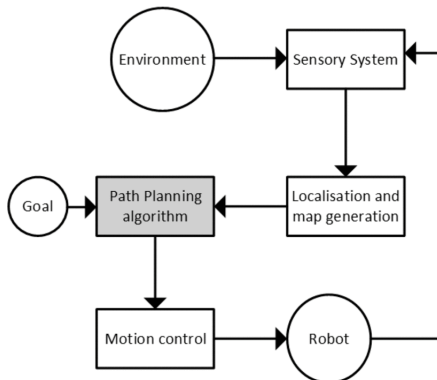 Environment
Sensory System
Goal
Path Planning
algorithm
Localisation and
map generation
Motion control
Robot